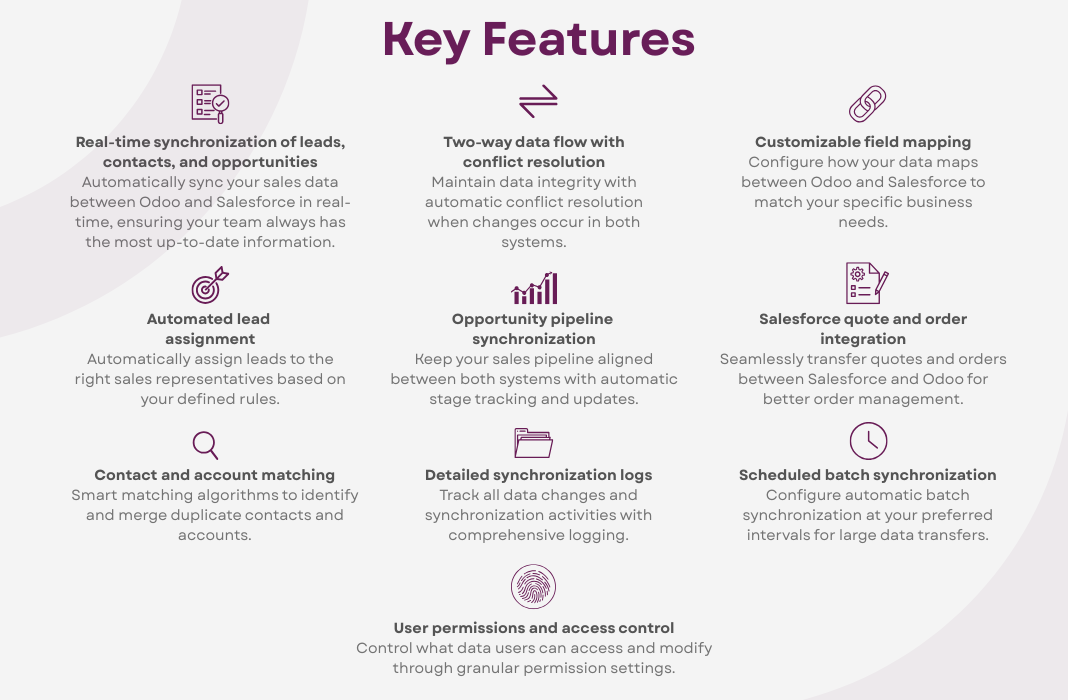 Key Features
Real-time synchronization of leads,
contacts, and opportunities
Automatically sync your sales data
between Odoo and Salesforce in real-
time, ensuring your team always has
the most up-to-date information.
Two-way data flow with
conflict resolution
Maintain data integrity with
automatic conflict resolution
when changes occur in both
systems.
Customizable field mapping
Configure how your data maps
between Odoo and Salesforce to
match your specific business
needs.
Automated lead
assignment
Automatically assign leads to the
right sales representatives based on
your defined rules.
Opportunity pipeline
synchronization
Keep your sales pipeline aligned
between both systems with automatic
stage tracking and updates.
Salesforce quote and order
integration
Seamlessly transfer quotes and orders
between Salesforce and Odoo for
better order management.
Contact and account matching
Smart matching algorithms to identify
and merge duplicate contacts and
accounts.
Detailed synchronization logs
Track all data changes and
synchronization activities with
comprehensive logging.
Scheduled batch synchronization
Configure automatic batch
synchronization at your preferred
intervals for large data transfers.
User permissions and access control
Control what data users can access and modify
through granular permission settings.